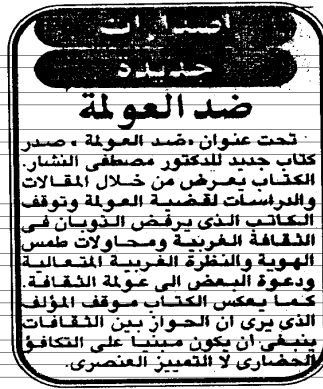 اصدارات
جديدة
ضد العولمة
تحت عنوان «ضد العولمة» صدر
كتاب جديد للدكتور مصطفى النشار.
الكتاب يعرض من خلال المقالات
والدراسات لقضية العولمة وتوقف
الكاتب الذى يرفض الذوبان فى
الثقافة الغربية ومحاولات طمس
الهوية والنظرة الغربية المتعالية
ودعوة البعض الى عولمة الثقافة.
كما يعكس الكتاب موقف المؤلف
الذى يرى ان الحوار بين الثقافات
ينبغى ان يكون مبنيا على التكافؤ
الحضارى لا التمييز العنصرى.